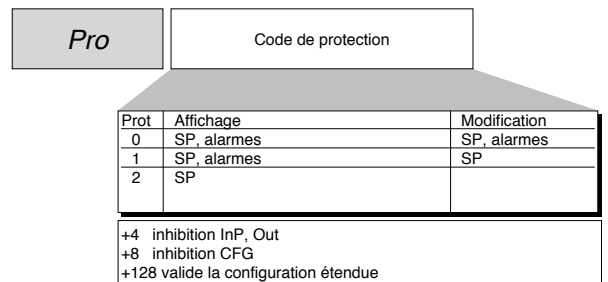 Pro
Code de protection
Prot Affichage Modification
0 SP, alarmes SP, alarmes
1 SP, alarmes SP
2 SP
+4 inhibition InP, Out
+8 inhibition CFG
+128 valide la configuration étendue